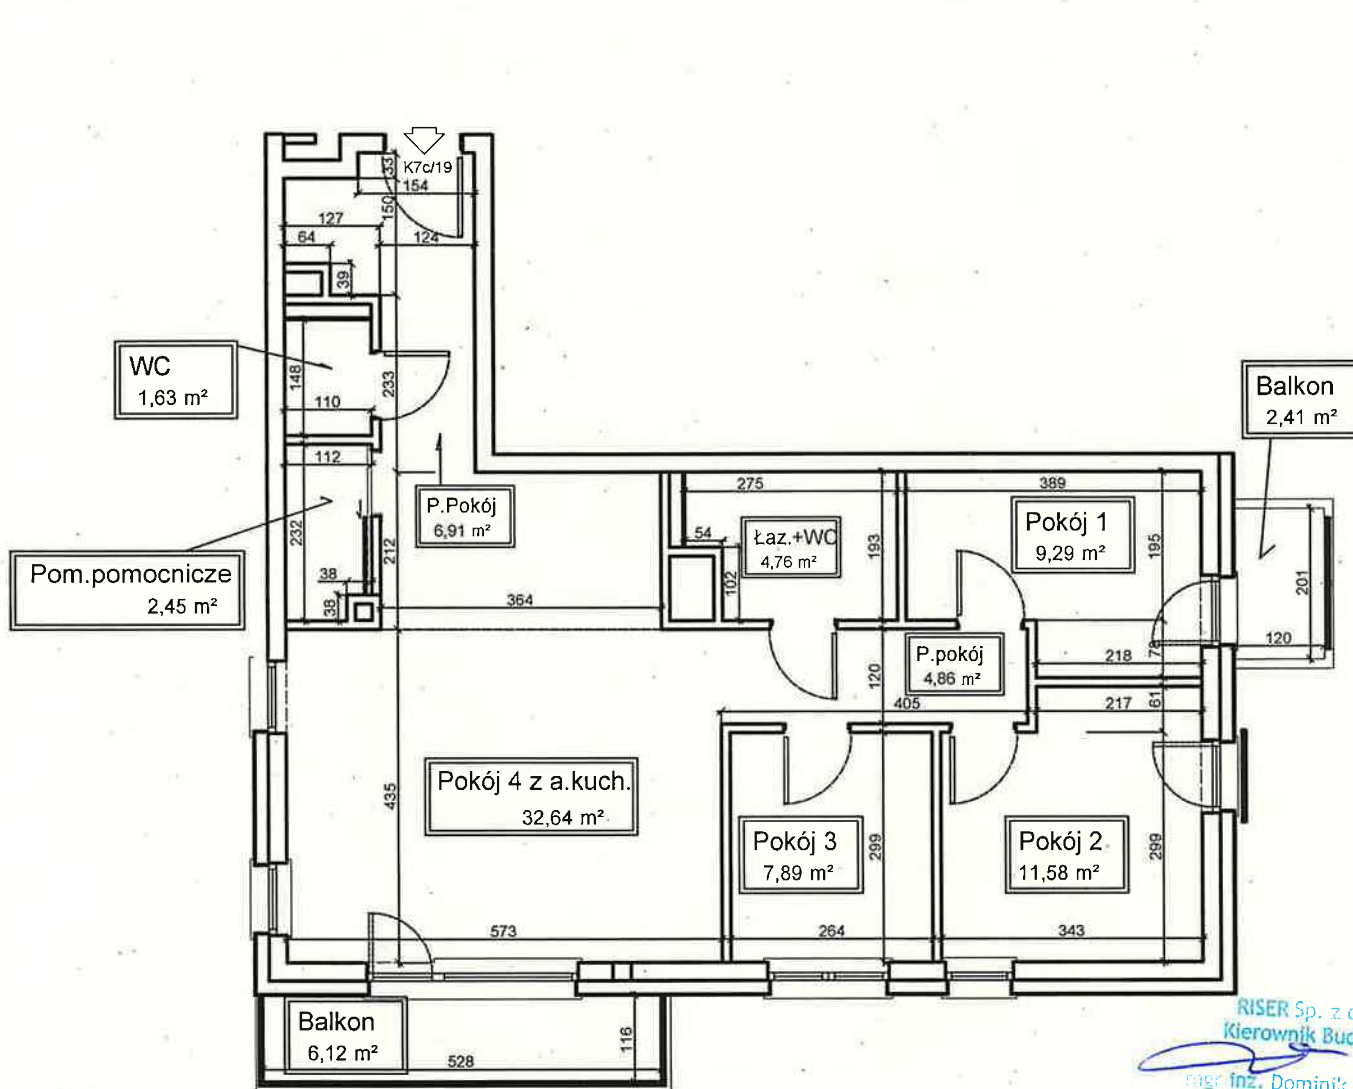 K7c/19
33
154
150
127
64
124
39
WC
1,63 m²
148
110
233
Balkon
2,41 m²
112
P.Pokój
6,91 m²
232
212
275
389
54
Łaz.+WC
4,76 m²
193
102
Pokój 1
9,29 m²
195
201
120
Pom.pomocnicze
2,45 m²
38
38
364
P.pokój
4,86 m²
120
218
78
405
217
61
Pokój 4 z a.kuch.
32,64 m²
435
Pokój 3
7,89 m²
299
Pokój 2
11,58 m²
299
573
264
343
Balkon
6,12 m²
528
116
RISER Sp. z o
Kierownik Bud
mgr inż. Dominik